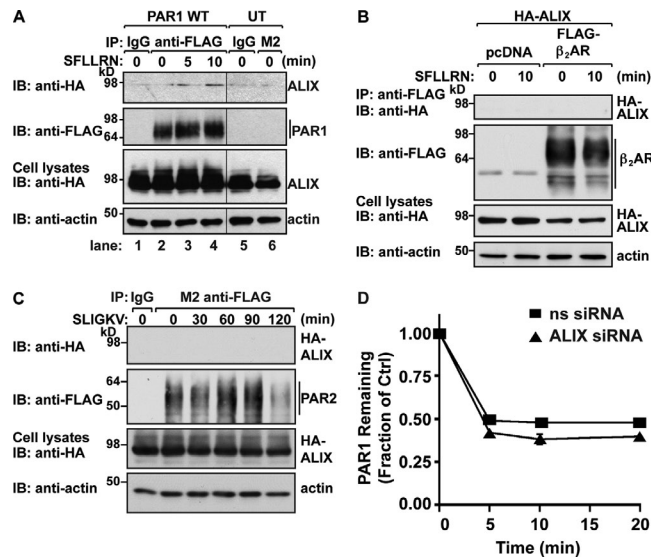 A
PAR1 WT UT
IP: IgG anti-FLAG IgG M2
SFLLRN: 0 0 5 10 0 0 (min)
kD
IB: anti-HA 98 ALIX
IB: anti-FLAG 98 64 PAR1
Cell lysates
IB: anti-HA 98 ALIX
IB: anti-actin 50 actin
lane: 1 2 3 4 5 6
B
HA-ALIX
pcDNA FLAG-β2AR
SFLLRN: 0 10 0 10 (min)
kD
IP: anti-FLAG
IB: anti-HA 98 HA-ALIX
IB: anti-FLAG 98 64 β2AR
Cell lysates
IB: anti-HA 98 HA-ALIX
IB: anti-actin 50 actin
C
IP: IgG M2 anti-FLAG
SLIGKV: 0 0 30 60 90 120 (min)
kD
IB: anti-HA 98 HA-ALIX
IB: anti-FLAG 64 50 PAR2
Cell lysates
IB: anti-HA 98 HA-ALIX
IB: anti-actin 50 actin
D
ns siRNA
ALIX siRNA
PAR1 Remaining
(Fraction of Ctrl)
1.00
0.75
0.50
0.25
0.00
0 5 10 15 20
Time (min)